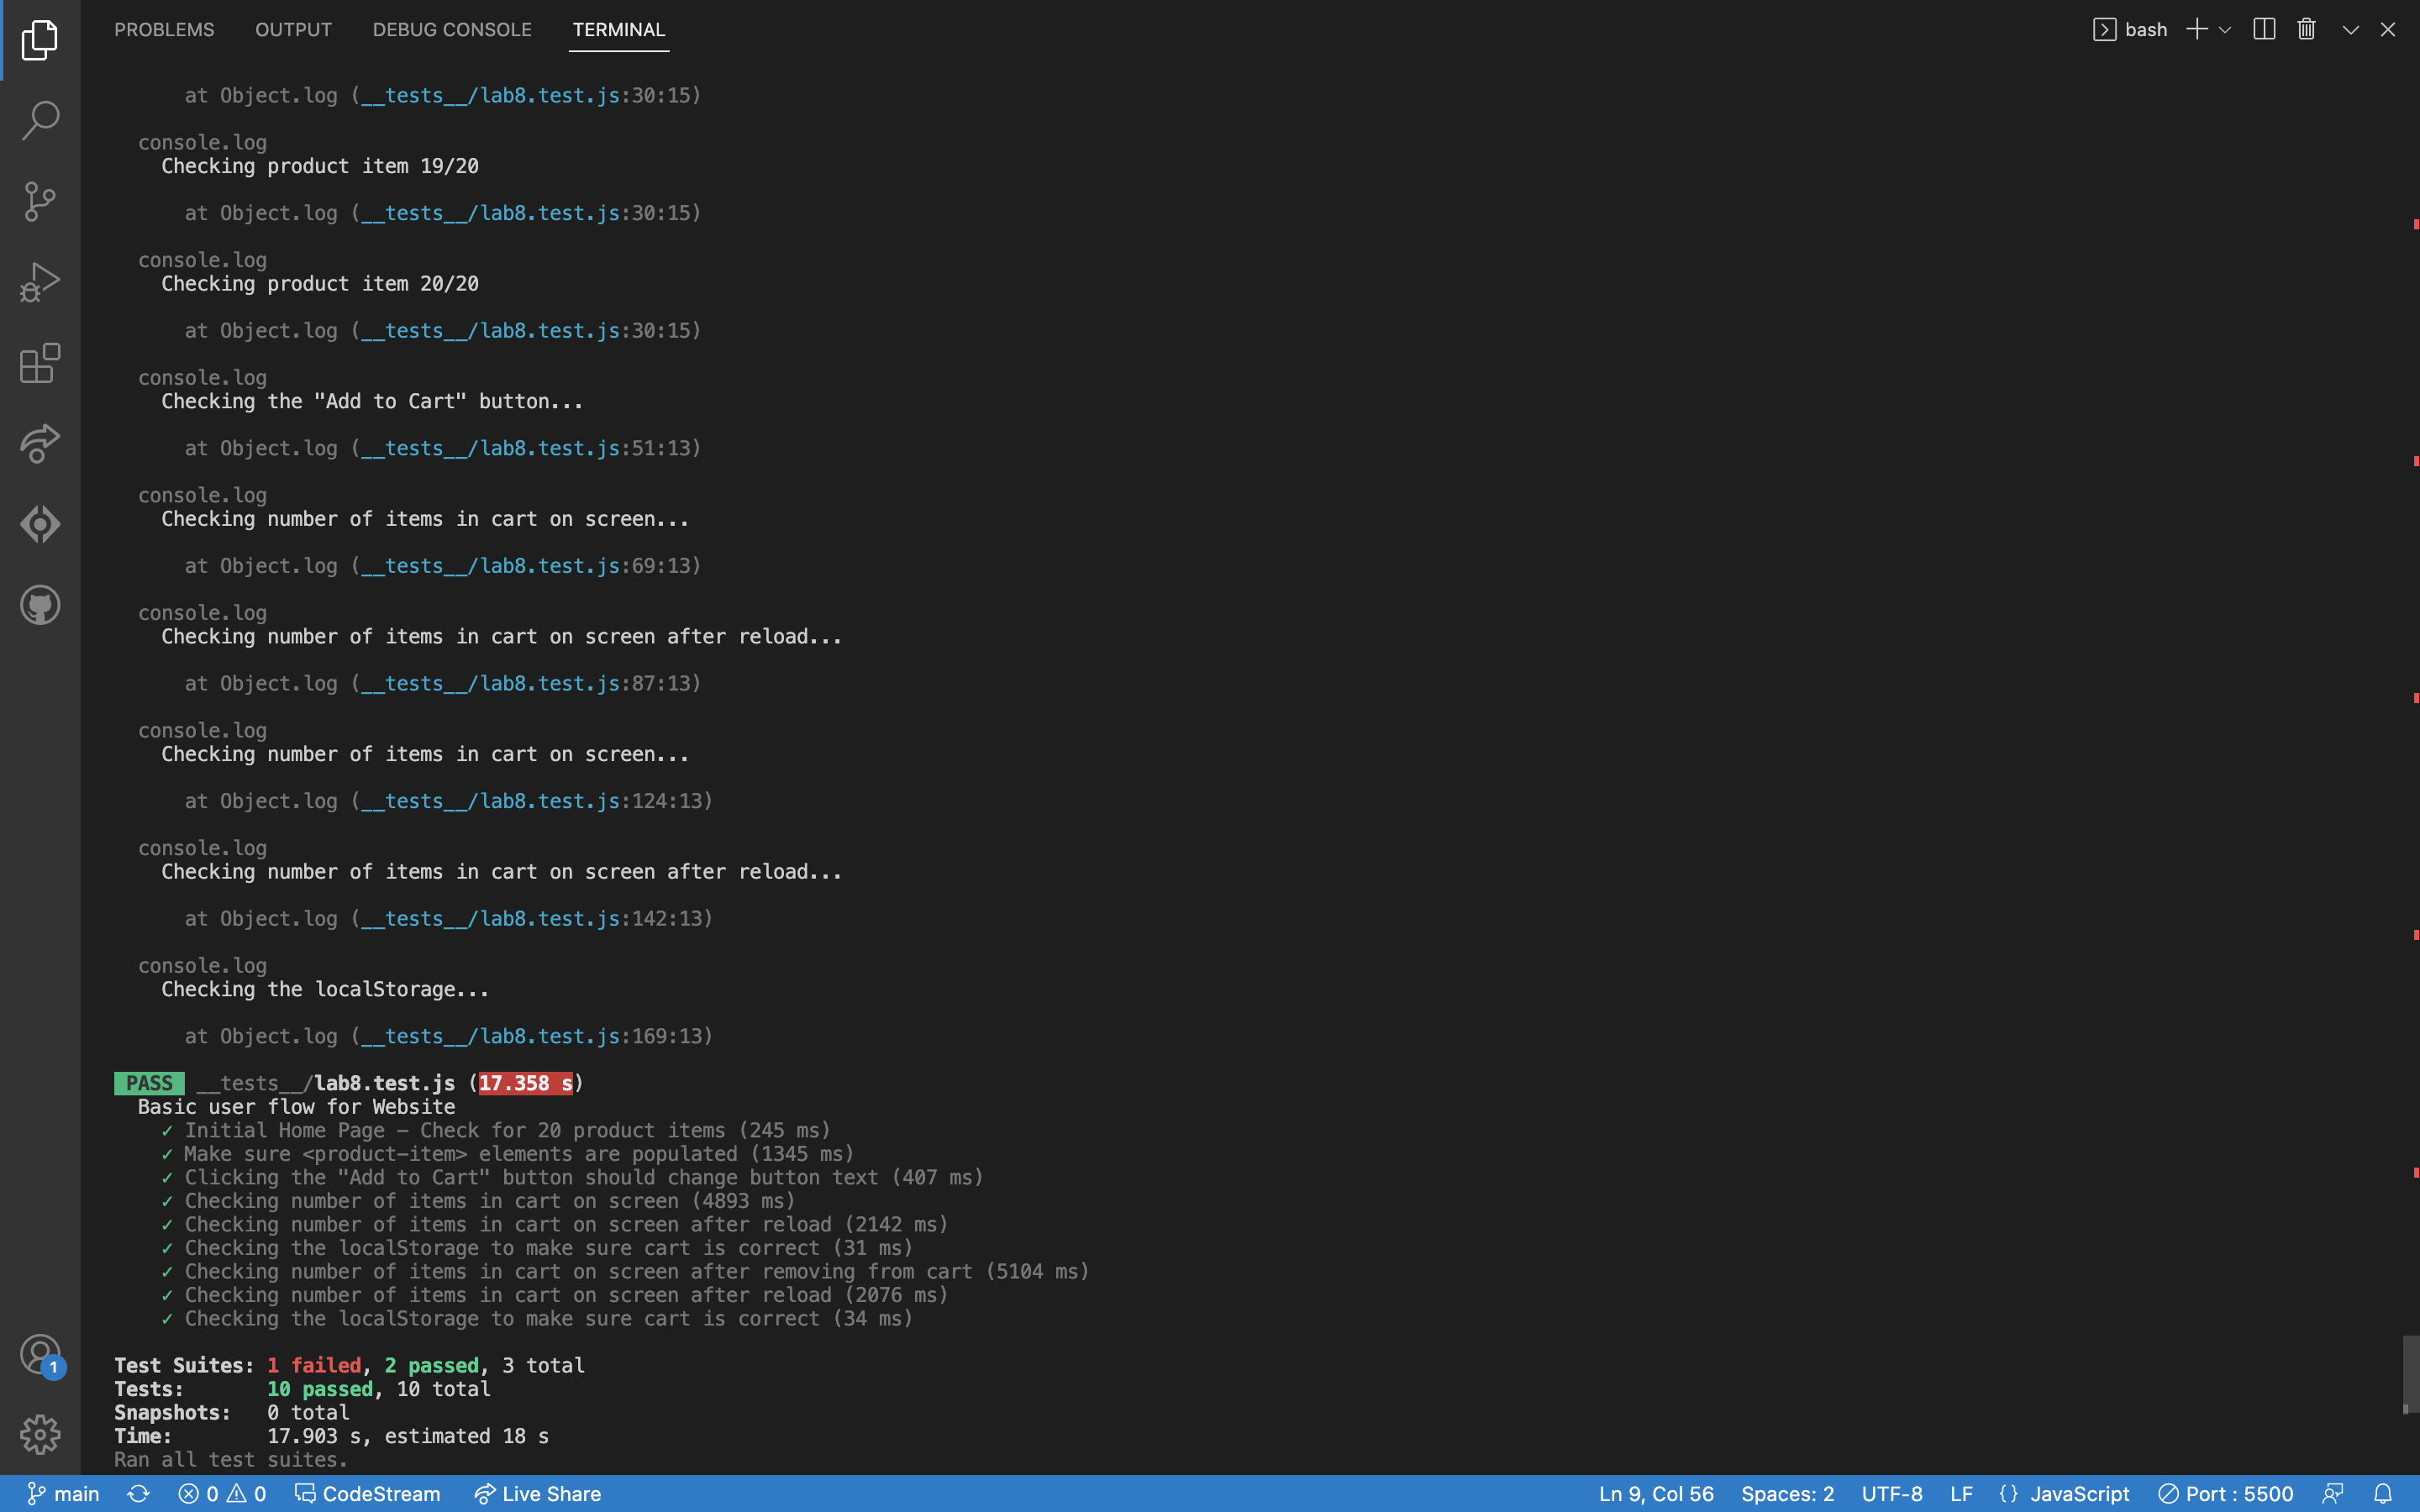 PROBLEMS OUTPUT DEBUG CONSOLE TERMINAL bash
at Object.log (__tests__/lab8.test.js:30:15)
console.log
Checking product item 19/20
at Object.log (__tests__/lab8.test.js:30:15)
console.log
Checking product item 20/20
at Object.log (__tests__/lab8.test.js:30:15)
console.log
Checking the "Add to Cart" button...
at Object.log (__tests__/lab8.test.js:51:13)
console.log
Checking number of items in cart on screen...
at Object.log (__tests__/lab8.test.js:69:13)
console.log
Checking number of items in cart on screen after reload...
at Object.log (__tests__/lab8.test.js:87:13)
console.log
Checking number of items in cart on screen...
at Object.log (__tests__/lab8.test.js:124:13)
console.log
Checking number of items in cart on screen after reload...
at Object.log (__tests__/lab8.test.js:142:13)
console.log
Checking the localStorage...
at Object.log (__tests__/lab8.test.js:169:13)
PASS __tests__/lab8.test.js (17.358 s)
Basic user flow for Website
✓ Initial Home Page - Check for 20 product items (245 ms)
✓ Make sure <product-item> elements are populated (1345 ms)
✓ Clicking the "Add to Cart" button should change button text (407 ms)
✓ Checking number of items in cart on screen (4893 ms)
✓ Checking number of items in cart on screen after reload (2142 ms)
✓ Checking the localStorage to make sure cart is correct (31 ms)
✓ Checking number of items in cart on screen after removing from cart (5104 ms)
✓ Checking number of items in cart on screen after reload (2076 ms)
✓ Checking the localStorage to make sure cart is correct (34 ms)
Test Suites: 1 failed, 2 passed, 3 total
Tests: 10 passed, 10 total
Snapshots: 0 total
Time: 17.903 s, estimated 18 s
Ran all test suites.
1
main 0 0 CodeStream Live Share Ln 9, Col 56 Spaces: 2 UTF-8 LF {} JavaScript Port : 5500